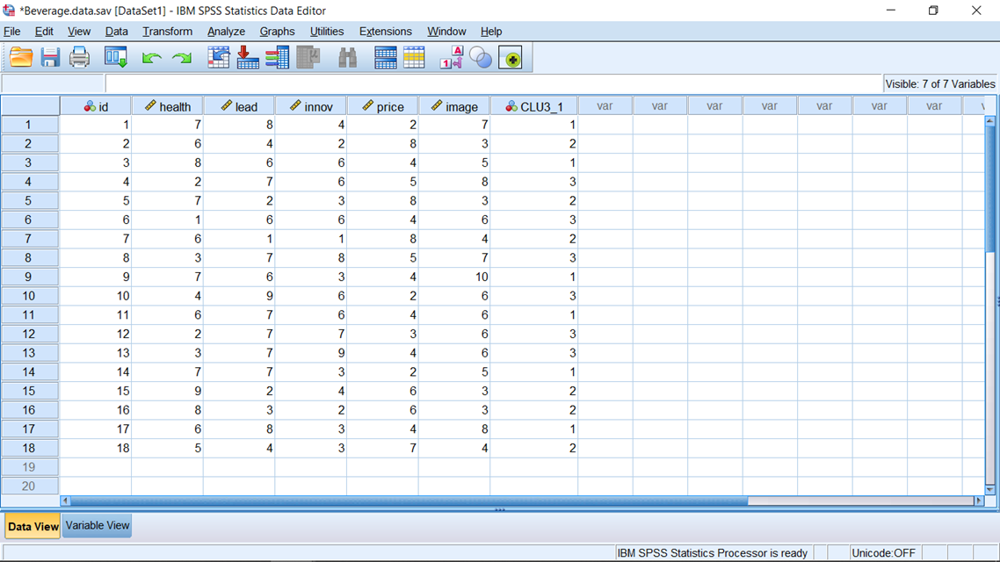 *Beverage.data.sav [DataSet1] - IBM SPSS Statistics Data Editor
File Edit View Data Transform Analyze Graphs Utilities Extensions Window Help
A
1
Visible: 7 of 7 Variables
id health lead innov price image CLU3_1 var var var var var var var
1 1 7 8 4 2 7 1
2 2 6 4 2 8 3 2
3 3 8 6 6 4 5 1
4 4 2 7 6 5 8 3
5 5 7 2 3 8 3 2
6 6 1 6 6 4 6 3
7 7 6 1 1 8 4 2
8 8 3 7 8 5 7 3
9 9 7 6 3 4 10 1
10 10 4 9 6 2 6 3
11 11 6 7 6 4 6 1
12 12 2 7 7 3 6 3
13 13 3 7 9 4 6 3
14 14 7 7 3 2 5 1
15 15 9 2 4 6 3 2
16 16 8 3 2 6 3 2
17 17 6 8 3 4 8 1
18 18 5 4 3 7 4 2
19
20
Data View Variable View
IBM SPSS Statistics Processor is ready Unicode:OFF